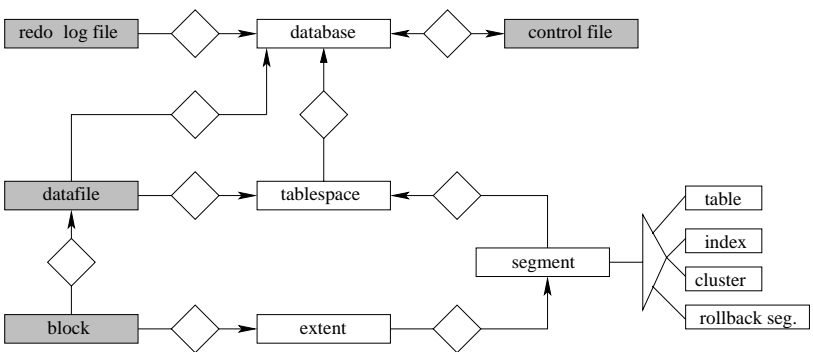 redo log file
database
control file
datafile
tablespace
table
index
segment
cluster
block
extent
rollback seg.